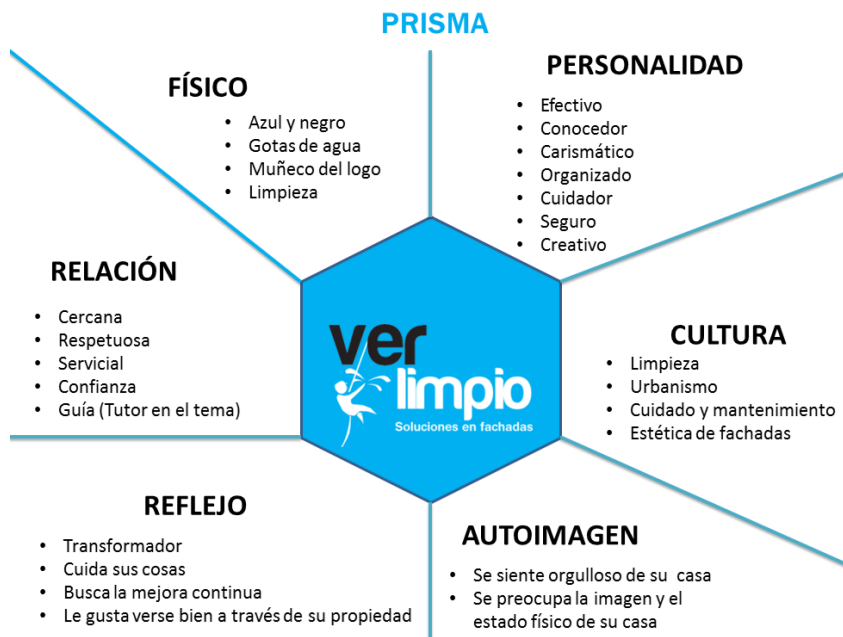 PRISMA
FÍSICO
• Azul y negro
• Gotas de agua
• Muñeco del logo
• Limpieza
PERSONALIDAD
• Efectivo
• Conocedor
• Carismático
• Organizado
• Cuidador
• Seguro
• Creativo
RELACIÓN
• Cercana
• Respetuosa
• Servicial
• Confianza
• Guía (Tutor en el tema)
ver
limpio
Soluciones en fachadas
CULTURA
• Limpieza
• Urbanismo
• Cuidado y mantenimiento
• Estética de fachadas
REFLEJO
• Transformador
• Cuida sus cosas
• Busca la mejora continua
• Le gusta verse bien a través de su propiedad
AUTOIMAGEN
• Se siente orgulloso de su casa
• Se preocupa la imagen y el
estado físico de su casa